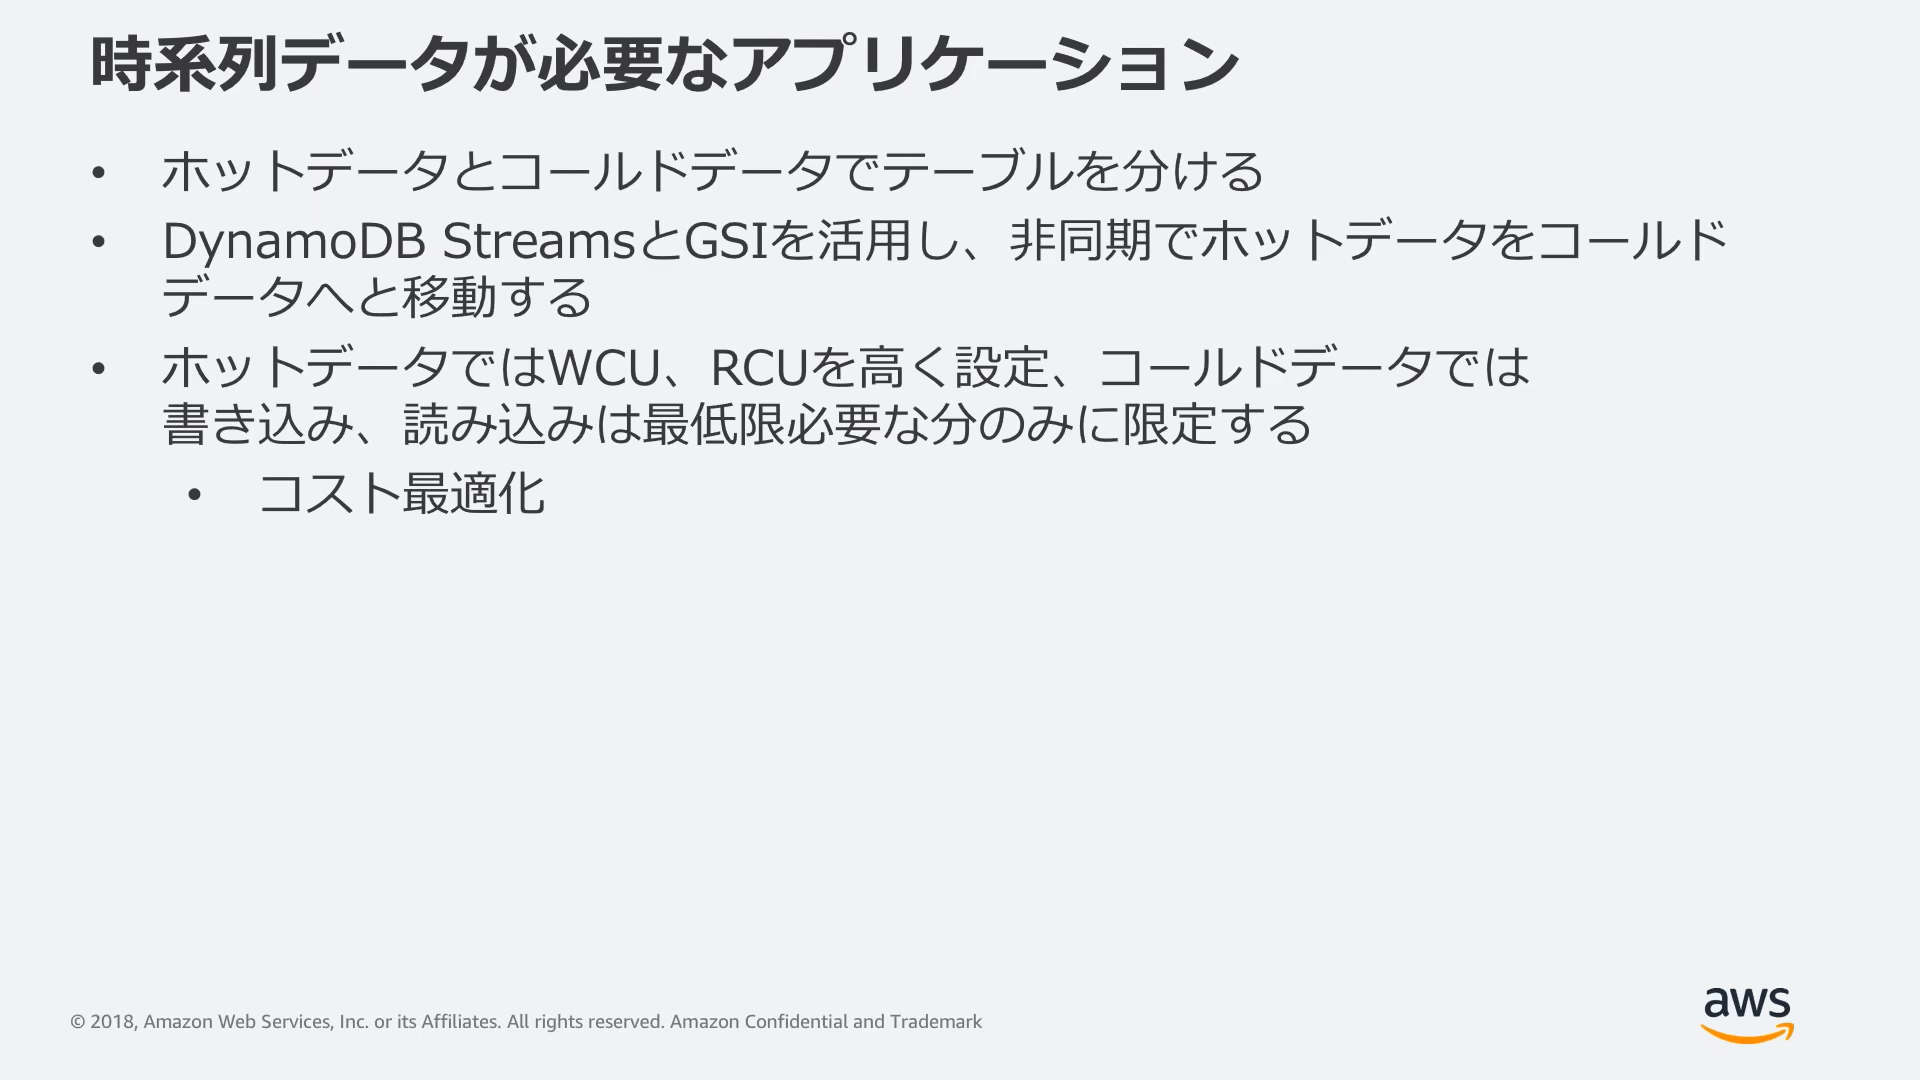 時系列データが必要なアプリケーション
• ホットデータとコールドデータでテーブルを分ける
• DynamoDB StreamsとGSIを活用し、非同期でホットデータをコールド
データへと移動する
• ホットデータではWCU、RCUを高く設定、コールドデータでは
書き込み、読み込みは最低限必要な分のみに限定する
• コスト最適化
© 2018, Amazon Web Services, Inc. or its Affiliates. All rights reserved. Amazon Confidential and Trademark
aws